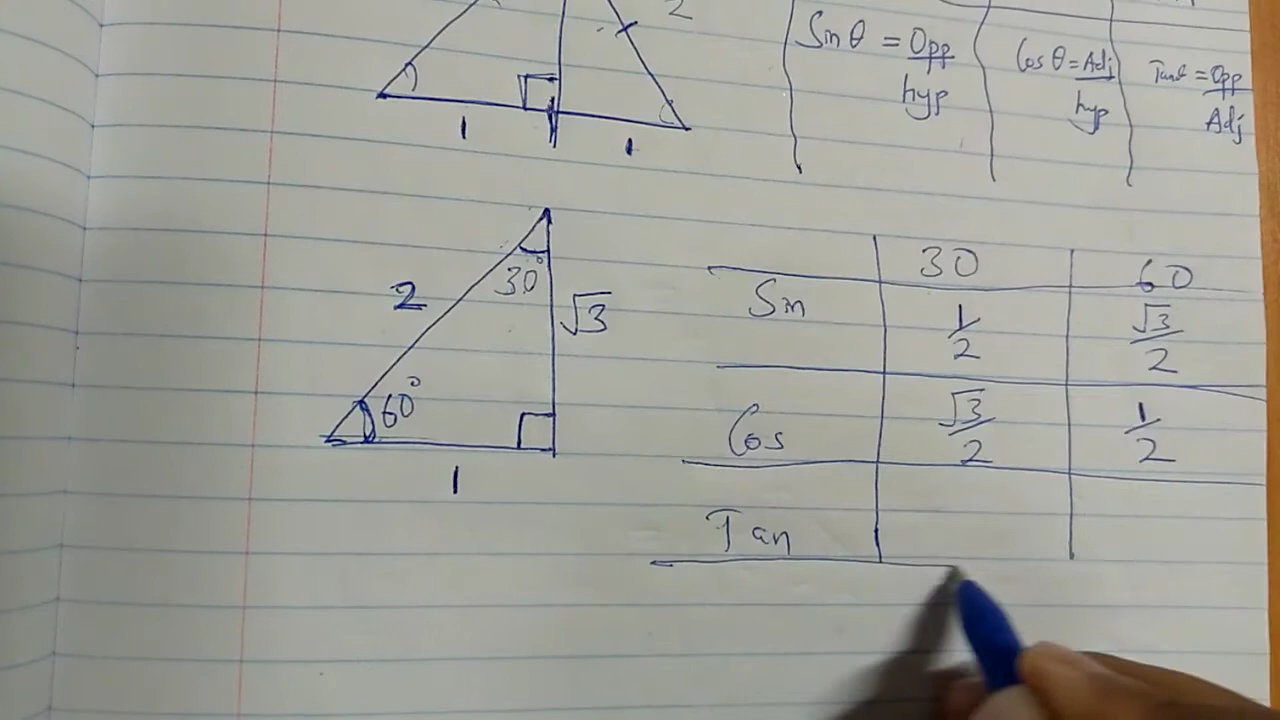 2
1
1
Sin θ = Opp
hyp
Cos θ = Adj
hyp
Tanθ = Opp
Adj
30°
2
√3
60°
1
30 60
Sin 1/2 √3/2
Cos √3/2 1/2
Tan